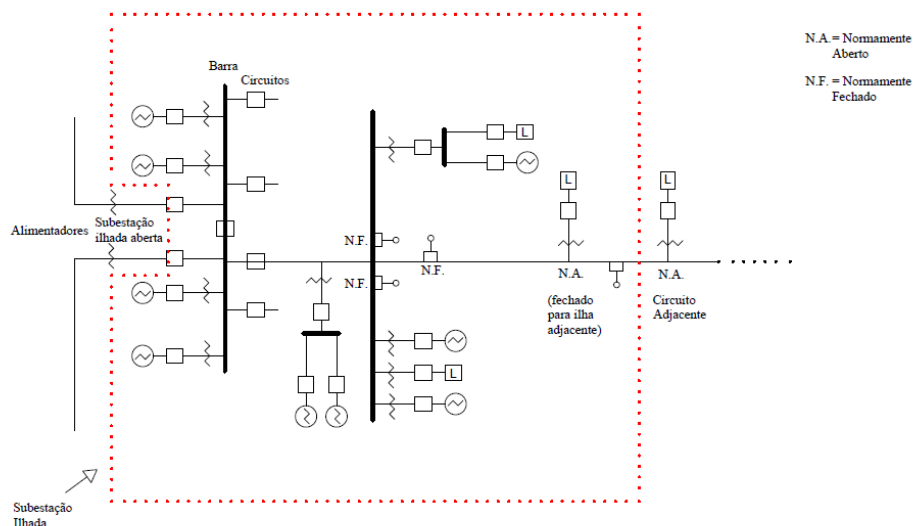 N.A.= Normamente
Aberto
N.F. = Normamente
Fechado
Barra
Circuitos
L
L
L
Alimentadores
Subestação
ilhada aberta
N.F.
N.F.
N.F.
N.A.
N.A.
(fechado
para ilha
adjacente)
Circuito
Adjacente
L
Subestação
Ilhada